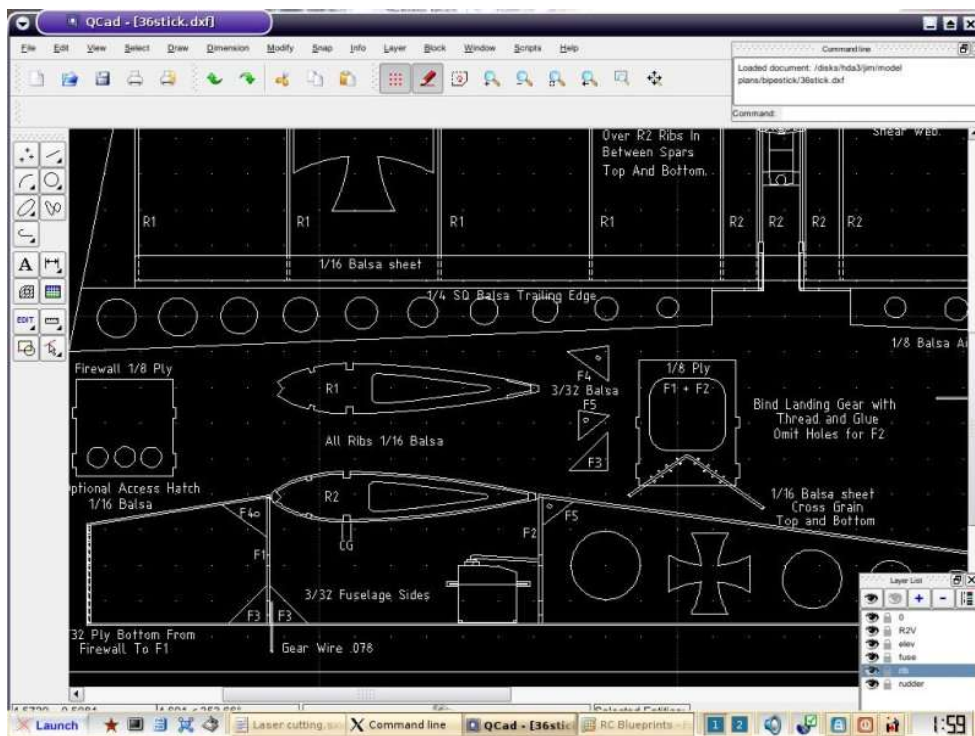 QCad - [36stick.dxf]
File Edit View Select Draw Dimension Modify Snap Info Layer Block Window Scripts Help
Command line
Loaded document: /disks/hda3/jim/model
plans/bipestick/36stick.dxf
Command:
Over R2 Ribs In
Between Spars
Top And Bottom.
Shear Web.
R1 R1 R1 R1 R2 R2 R2 R2
1/16 Balsa sheet
1/4 SQ Balsa Trailing Edge
1/8 Balsa
Firewall 1/8 Ply
R1
F4
3/32 Balsa
F5
F3
1/8 Ply
F1 + F2
Bind Landing Gear with
Thread and Glue
Omit Holes for F2
All Ribs 1/16 Balsa
ptional Access Hatch
1/16 Balsa
R2
1/16 Balsa sheet
Cross Grain
Top and Bottom
F4
F5
F1
CG
F2
3/32 Fuselage Sides
F3 F3
32 Ply Bottom From
Firewall To F1
Gear Wire .078
Layer List
0
R2V
elev
fuse
rib
rudder
Launch
Laser cutting.sx
Command line
QCad - [36stic
RC Blueprints -
1 2
1:59